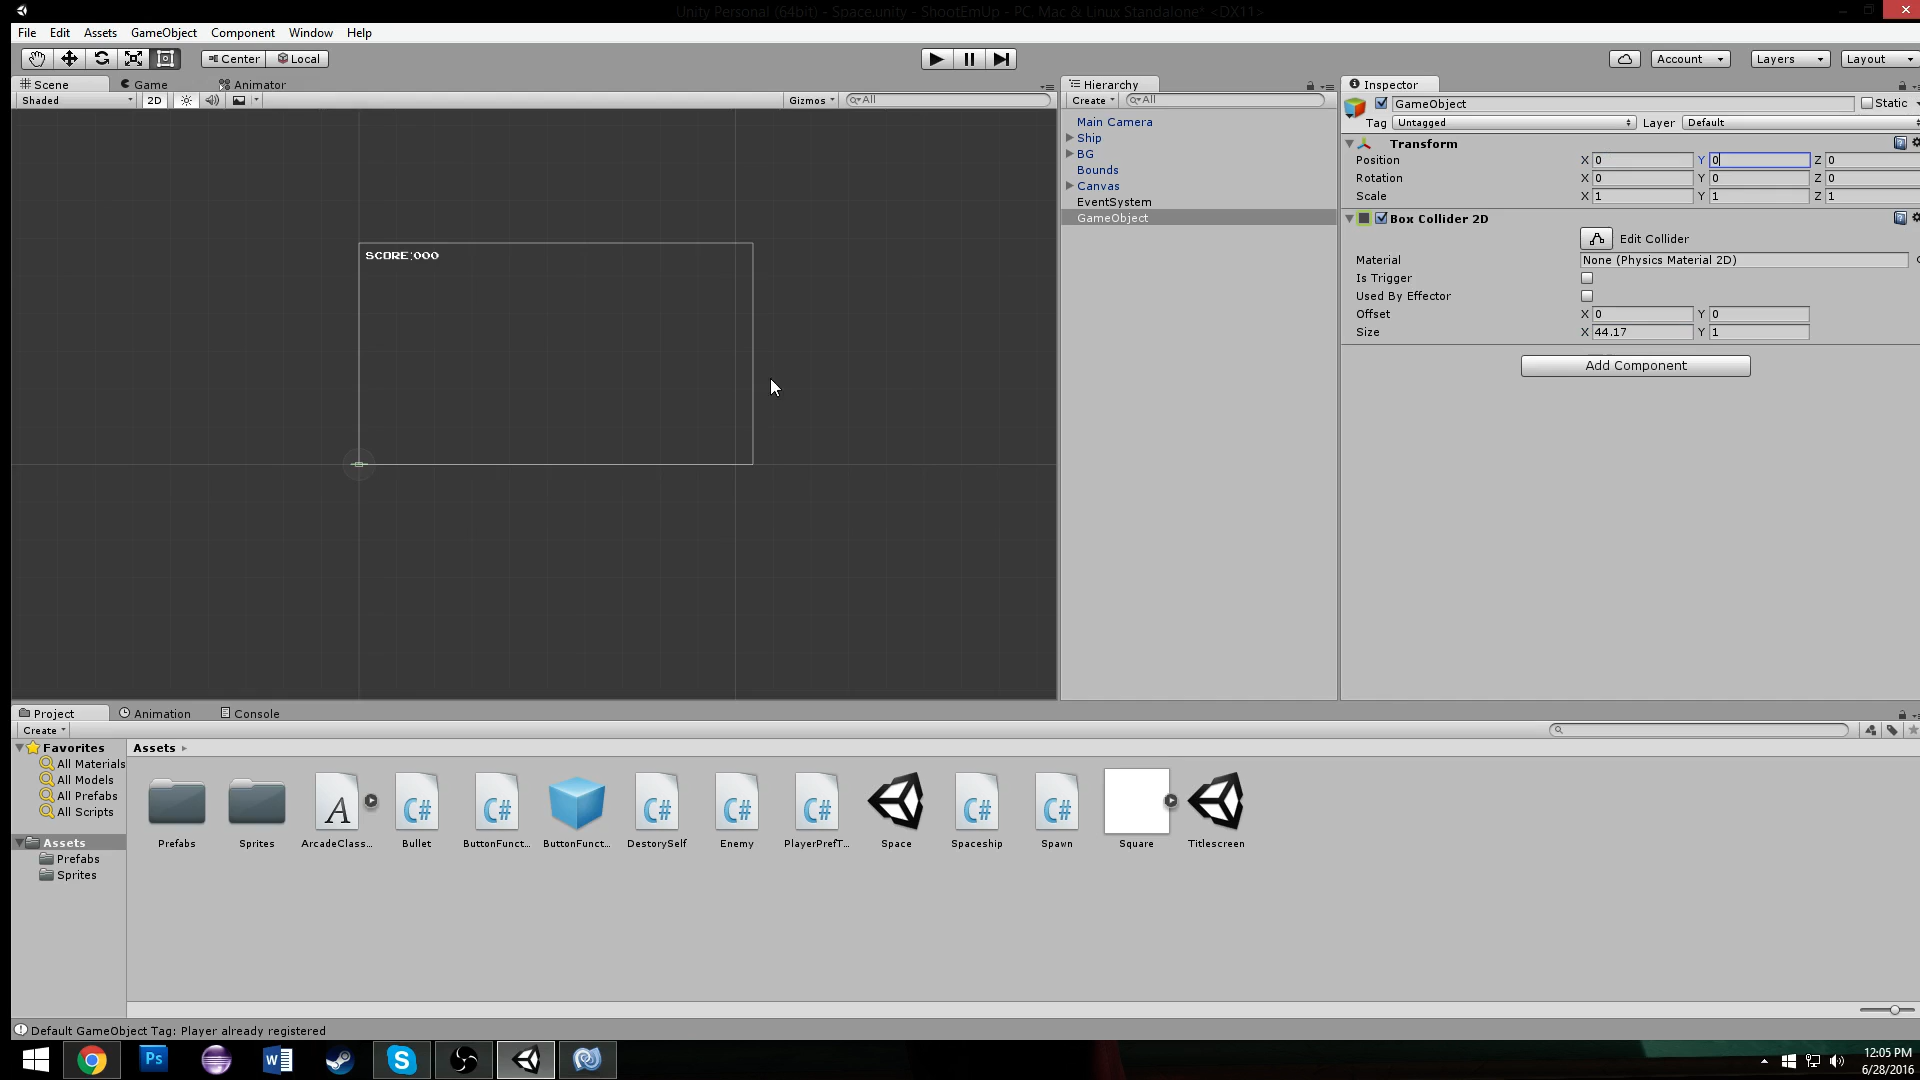 Unity Personal (64bit) - Space.unity - ShootEmUp - PC, Mac & Linux Standalone* <DX11>
File Edit Assets GameObject Component Window Help
Center Local Account Layers Layout
Scene Game Animator
Shaded 2D Gizmos All
SCORE:000
Hierarchy
Create All
Main Camera
Ship
BG
Bounds
Canvas
EventSystem
GameObject
Inspector
GameObject Static
Tag Untagged Layer Default
Transform
Position X 0 Y 0 Z 0
Rotation X 0 Y 0 Z 0
Scale X 1 Y 1 Z 1
Box Collider 2D
Edit Collider
Material None (Physics Material 2D)
Is Trigger
Used By Effector
Offset X 0 Y 0
Size X 44.17 Y 1
Add Component
Project Animation Console
Create
Favorites
All Materials
All Models
All Prefabs
All Scripts
Assets
Prefabs
Sprites
Assets
A C# C# C# C# C# C# C#
Prefabs Sprites ArcadeClass... Bullet ButtonFunct... ButtonFunct... DestorySelf Enemy PlayerPrefT... Space Spaceship Spawn Square Titlescreen
Default GameObject Tag: Player already registered
Ps W S
12:05 PM
6/28/2016